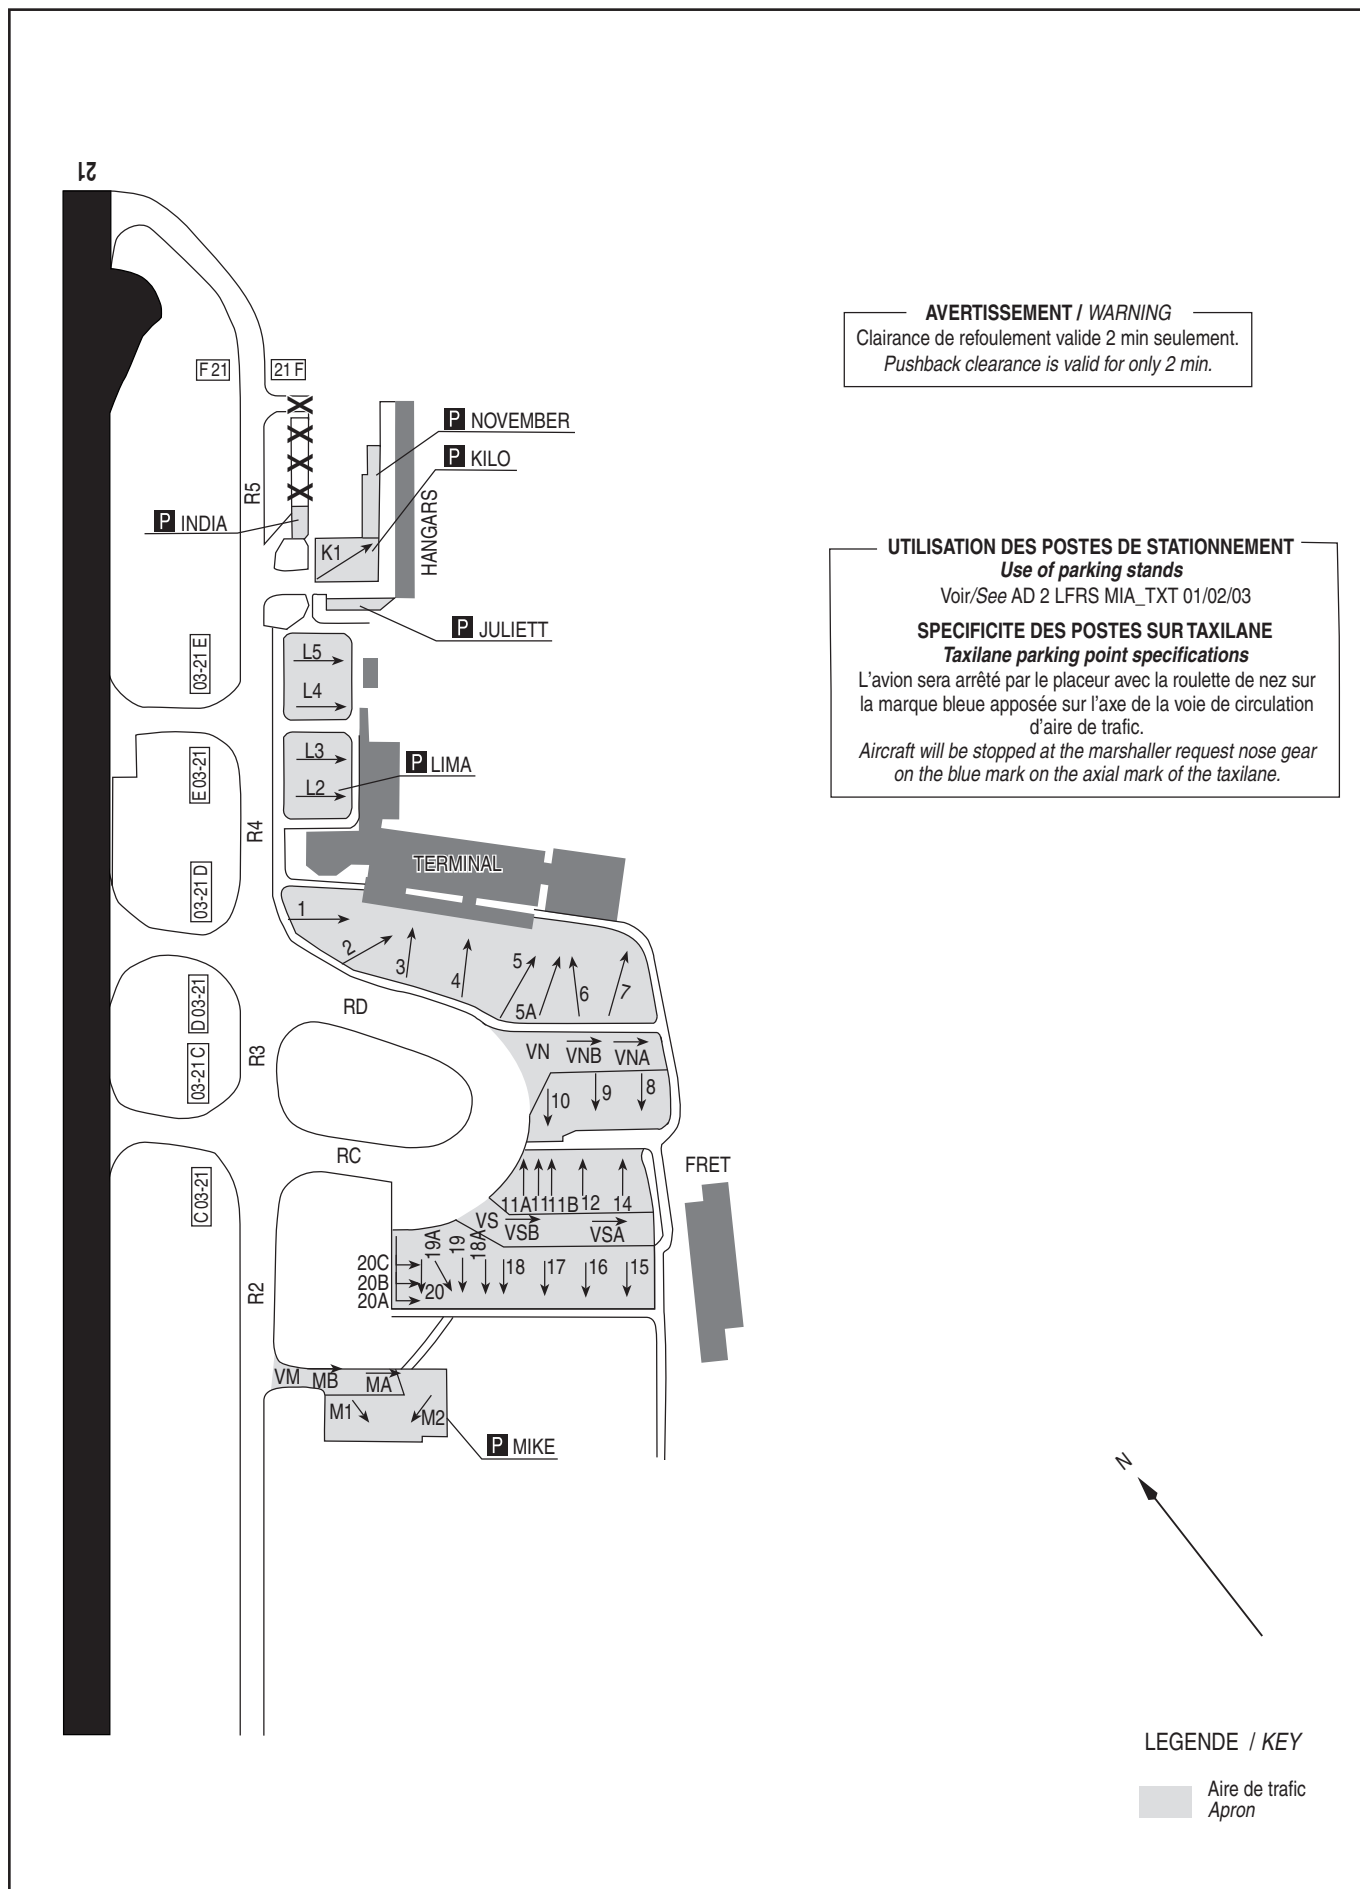 21
AVERTISSEMENT / WARNING
Clairance de refoulement valide 2 min seulement.
Pushback clearance is valid for only 2 min.
F 21
21 F
P NOVEMBER
P KILO
R5
P INDIA
K1
HANGARS
UTILISATION DES POSTES DE STATIONNEMENT
Use of parking stands
Voir/See AD 2 LFRS MIA_TXT 01/02/03
SPECIFICITE DES POSTES SUR TAXILANE
Taxilane parking point specifications
L'avion sera arrêté par le placeur avec la roulette de nez sur
la marque bleue apposée sur l'axe de la voie de circulation
d'aire de trafic.
Aircraft will be stopped at the marshaller request nose gear
on the blue mark on the axial mark of the taxilane.
P JULIETT
03-21 E
L5
L4
E 03-21
L3
L2
P LIMA
R4
TERMINAL
03-21 D
1
2
3
4
5
5A
6
7
D 03-21
RD
R3
03-21 C
VN
VNB
VNA
10
9
8
RC
FRET
C 03-21
11A
11
11B
12
14
VS
VSB
VSA
19A
19
18A
20C
20B
20A
20
18
17
16
15
R2
VM
MB
MA
M1
M2
P MIKE
N
LEGENDE / KEY
Aire de trafic
Apron